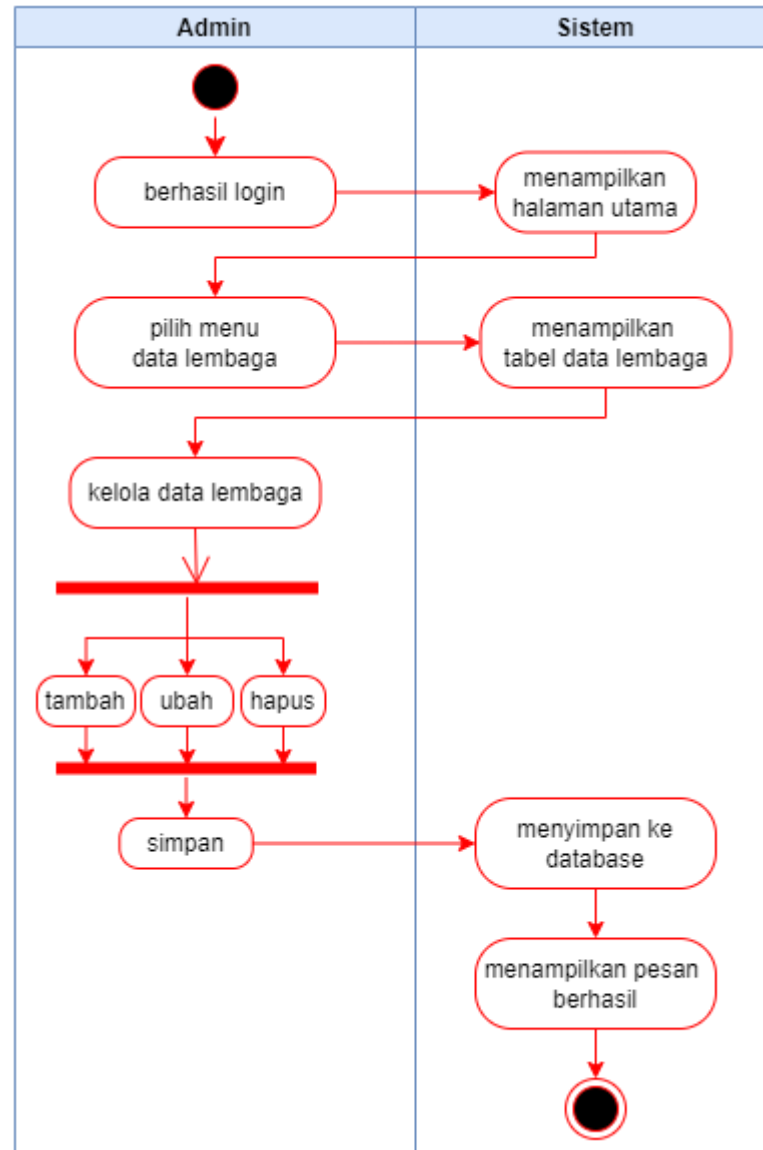 Admin
Sistem
berhasil login
menampilkan
halaman utama
pilih menu
data lembaga
menampilkan
tabel data lembaga
kelola data lembaga
tambah
ubah
hapus
simpan
menyimpan ke
database
menampilkan pesan
berhasil